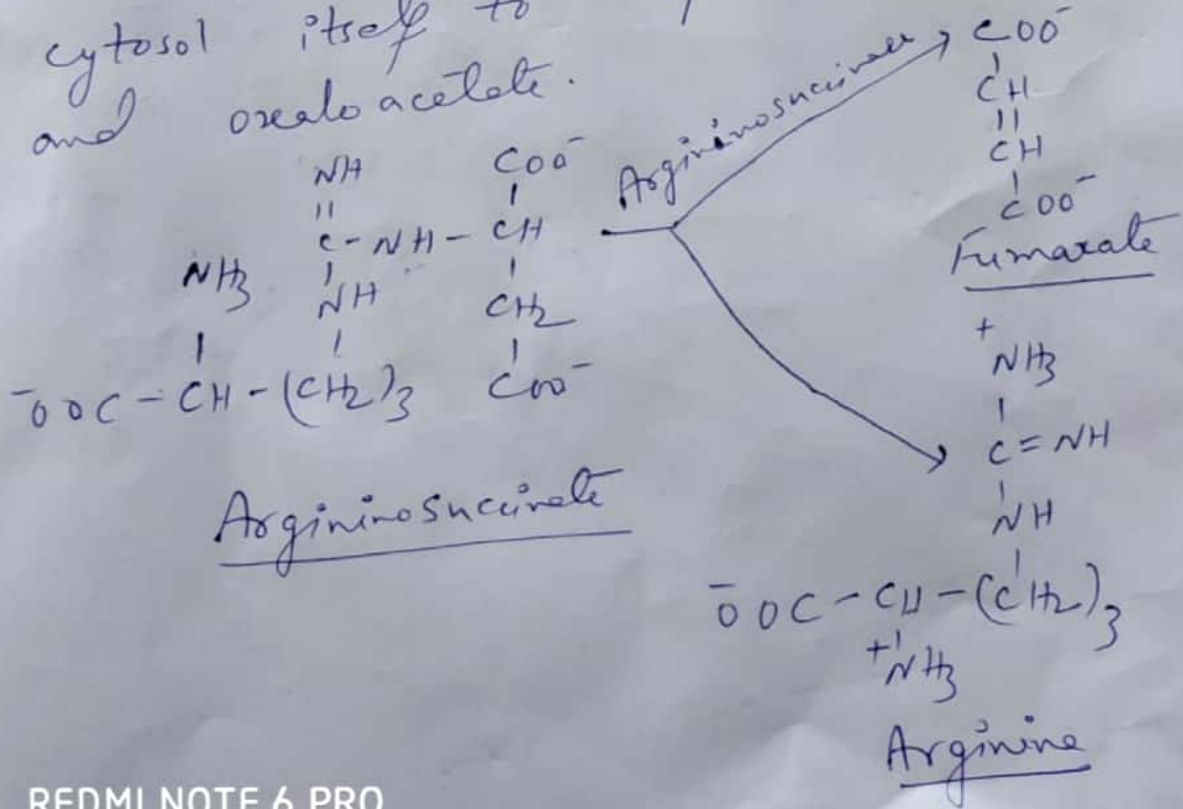 cytosol itself to
and oxaloacetate.
NH
||
C - NH - CH
NH3
NH
COO-
CH2
COO-
-OOC - CH - (CH2)3
Argininosuccinate
Argininosuccinase
COO-
CH
||
CH
COO-
Fumarate
+
NH3
C = NH
NH
-OOC - CH - (CH2)3
+NH3
Arginine
REDMI NOTE 6 PRO